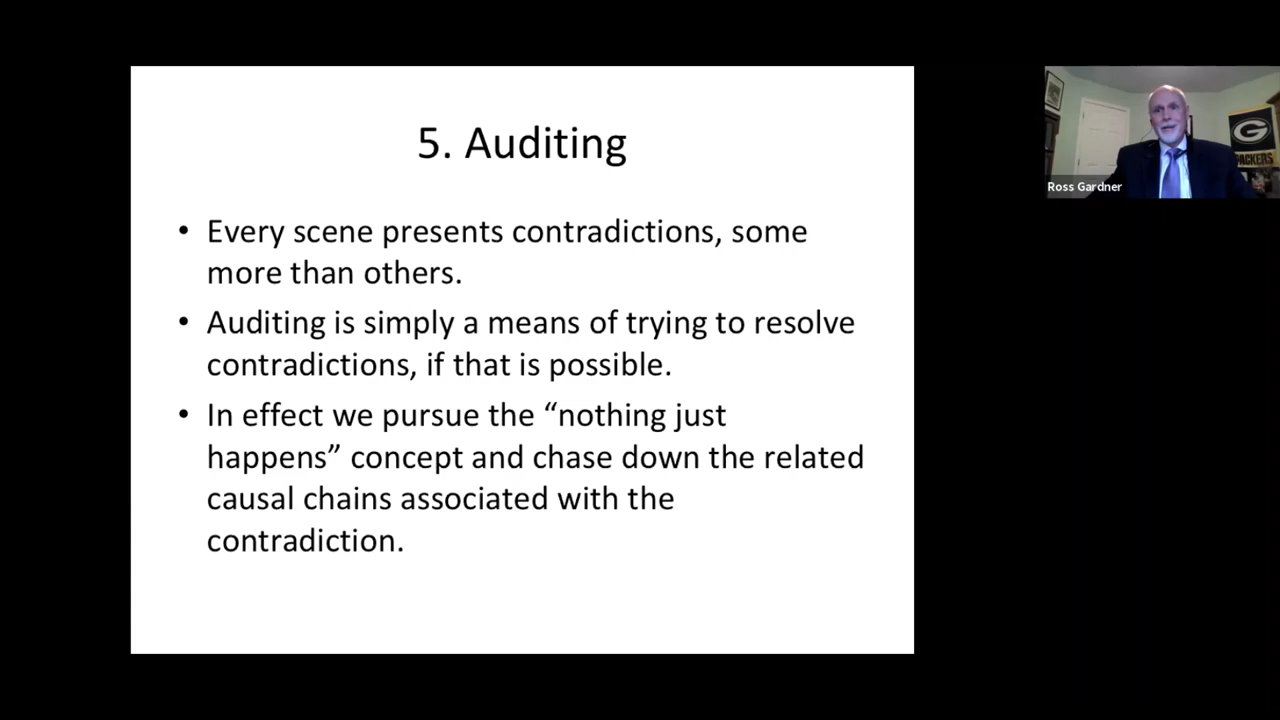 5. Auditing
• Every scene presents contradictions, some
more than others.
• Auditing is simply a means of trying to resolve
contradictions, if that is possible.
• In effect we pursue the “nothing just
happens” concept and chase down the related
causal chains associated with the
contradiction.
G
PACKERS
Ross Gardner